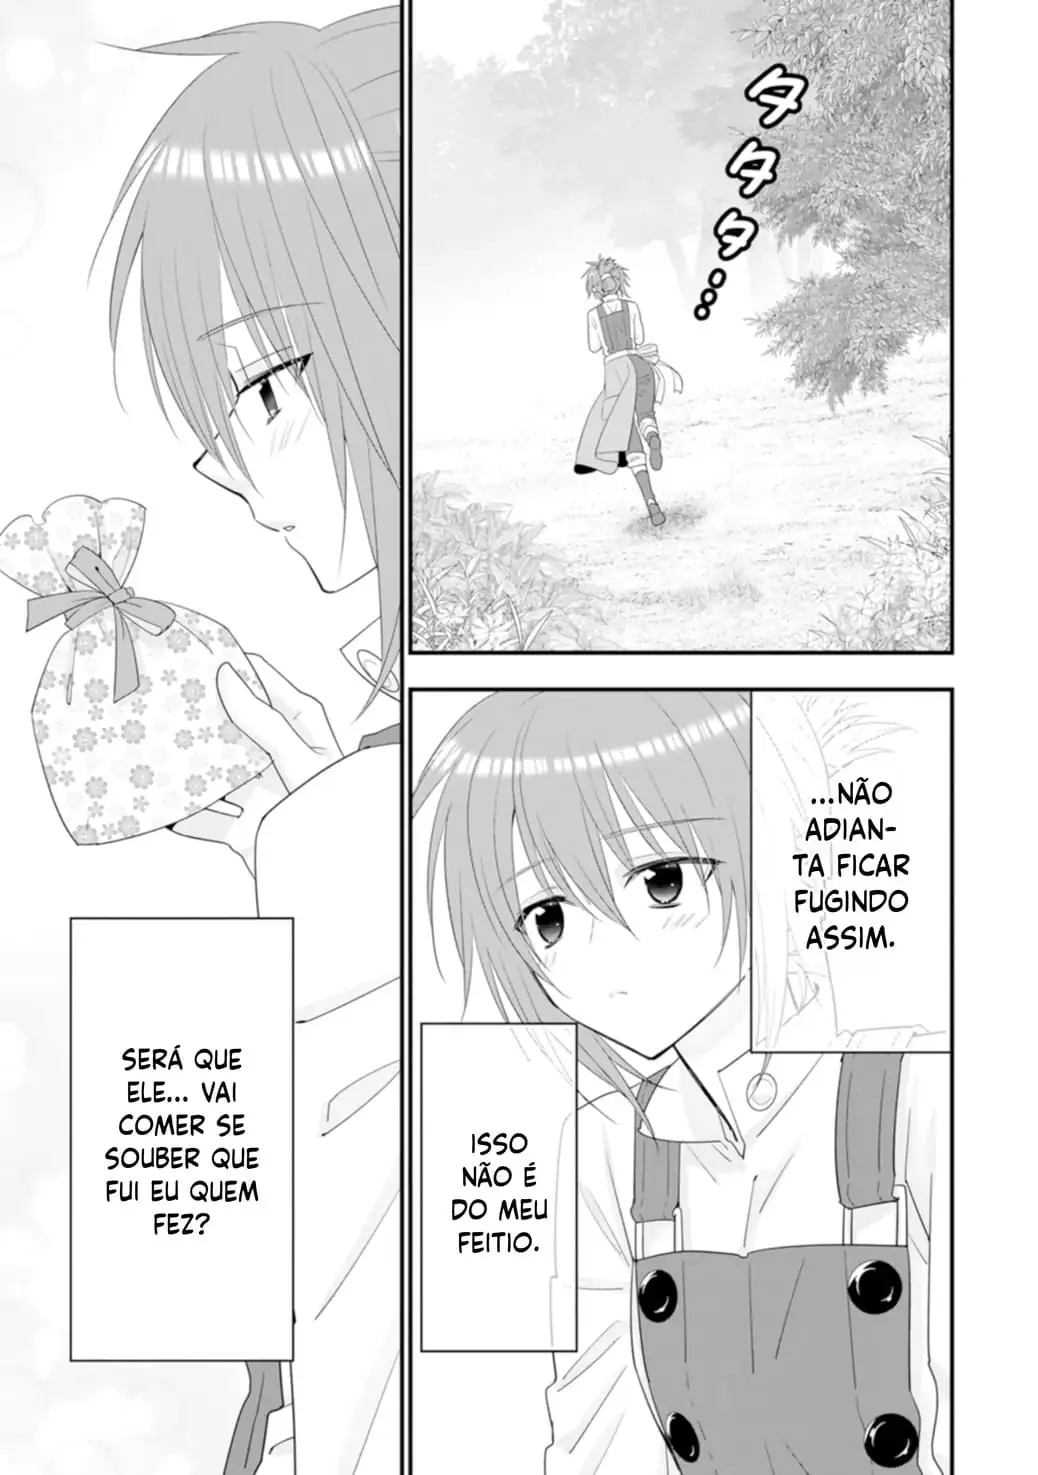 タタタ…
...NÃO
ADIAN-
TA FICAR
FUGINDO
ASSIM.
ISSO
NÃO É
DO MEU
FEITIO.
SERÁ QUE
ELE... VAI
COMER SE
SOUBER QUE
FUI EU QUEM
FEZ?